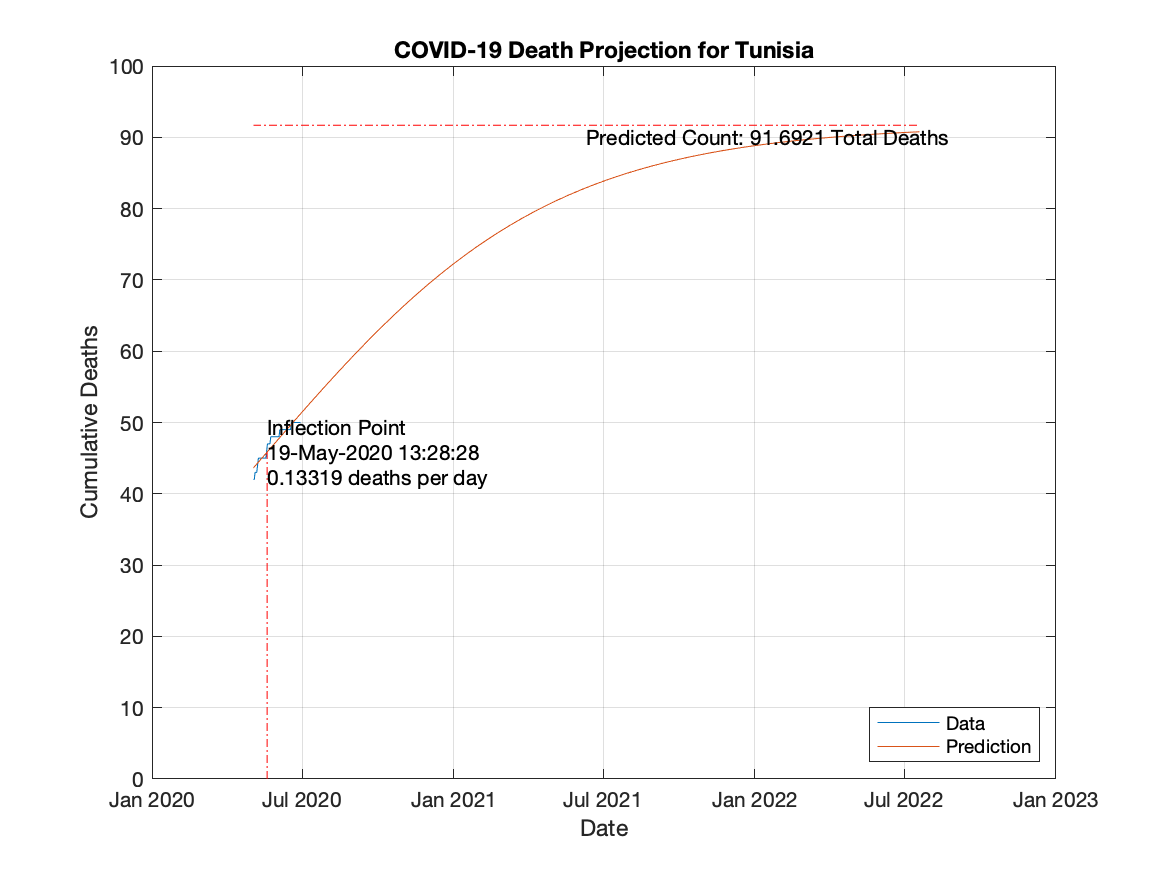 COVID-19 Death Projection for Tunisia
100
90
80
70
60
50
40
30
20
10
0
Cumulative Deaths
Predicted Count: 91.6921 Total Deaths
Inflection Point
19-May-2020 13:28:28
0.13319 deaths per day
Data
Prediction
Jan 2020 Jul 2020 Jan 2021 Jul 2021 Jan 2022 Jul 2022 Jan 2023
Date